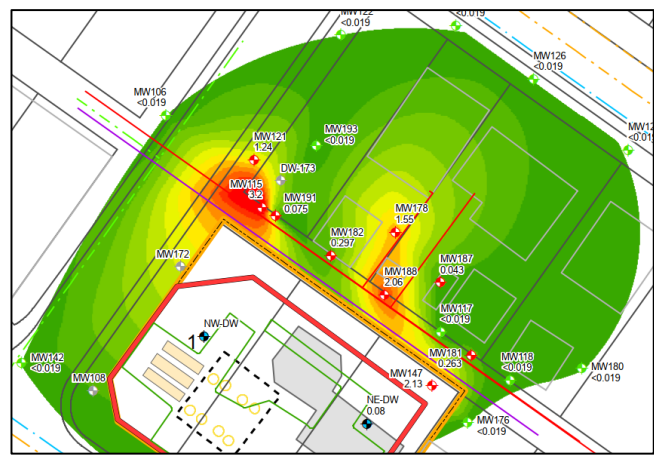 MW122
<0.019
MW126
<0.019
MW106
<0.019
MW121
1.24
MW193
<0.019
DW-173
MW115
3.2
MW191
0.075
MW178
1.55
MW182
0.297
MW172
MW187
0.043
MW188
2.06
MW117
<0.019
NW-DW
1
MW142
<0.019
MW108
MW181
0.263
MW118
<0.019
MW180
<0.019
MW147
2.13
NE-DW
0.08
MW176
<0.019